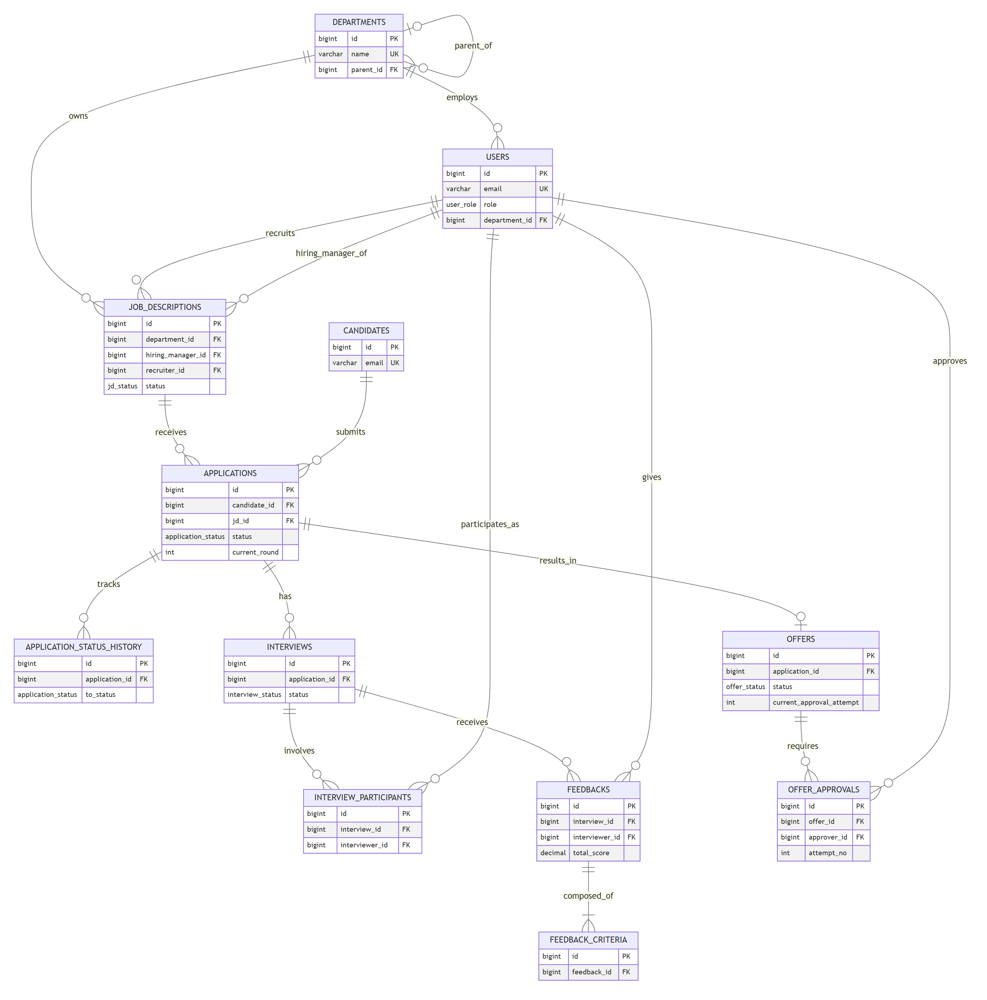 DEPARTMENTS
bigint id PK
varchar name UK
bigint parent_id FK
parent_of
employs
owns
USERS
bigint id PK
varchar email UK
user_role role
bigint department_id FK
recruits
hiring_manager_of
JOB_DESCRIPTIONS
bigint id PK
bigint department_id FK
bigint hiring_manager_id FK
bigint recruiter_id FK
jd_status status
CANDIDATES
bigint id PK
varchar email UK
approves
receives
submits
APPLICATIONS
bigint id PK
bigint candidate_id FK
bigint jd_id FK
application_status status
int current_round
gives
participates_as
results_in
tracks
has
APPLICATION_STATUS_HISTORY
bigint id PK
bigint application_id FK
application_status to_status
INTERVIEWS
bigint id PK
bigint application_id FK
interview_status status
OFFERS
bigint id PK
bigint application_id FK
offer_status status
int current_approval_attempt
receives
involves
requires
INTERVIEW_PARTICIPANTS
bigint id PK
bigint interview_id FK
bigint interviewer_id FK
FEEDBACKS
bigint id PK
bigint interview_id FK
bigint interviewer_id FK
decimal total_score
OFFER_APPROVALS
bigint id PK
bigint offer_id FK
bigint approver_id FK
int attempt_no
composed_of
FEEDBACK_CRITERIA
bigint id PK
bigint feedback_id FK